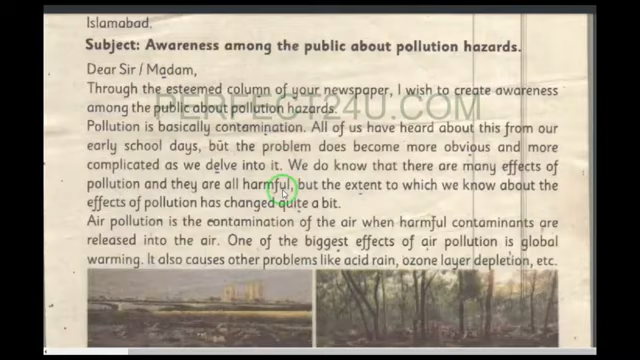 Islamabad.
Subject: Awareness among the public about pollution hazards.
Dear Sir / Madam,
Through the esteemed column of your newspaper, I wish to create awareness
among the public about pollution hazards.
PERFECT24U.COM
Pollution is basically contamination. All of us have heard about this from our
early school days, but the problem does become more obvious and more
complicated as we delve into it. We do know that there are many effects of
pollution and they are all harmful, but the extent to which we know about the
effects of pollution has changed quite a bit.
Air pollution is the contamination of the air when harmful contaminants are
released into the air. One of the biggest effects of air pollution is global
warming. It also causes other problems like acid rain, ozone layer depletion, etc.